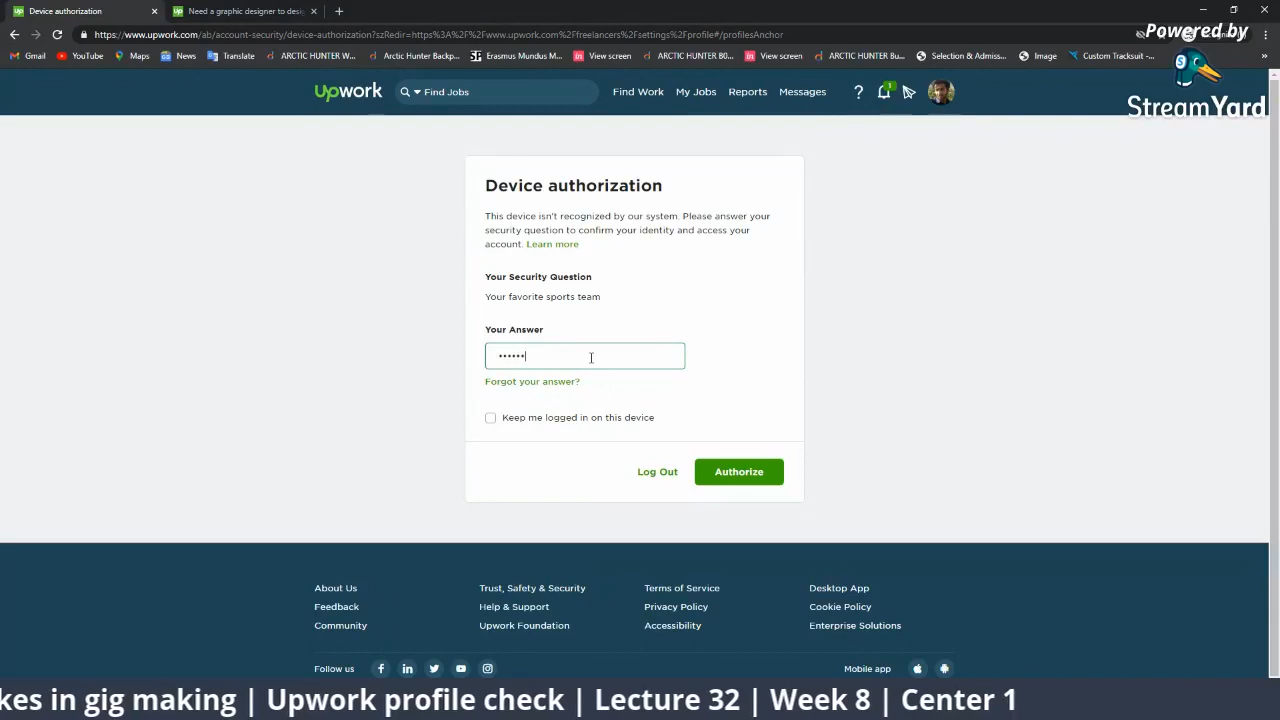 Device authorization
Need a graphic designer to desig
https://www.upwork.com/ab/account-security/device-authorization?szRedir=https%3A%2F%2Fwww.upwork.com%2Ffreelancers%2Fsettings%2Fprofile#/profilesAnchor
Powered by
StreamYard
Gmail
YouTube
Maps
News
Translate
ARCTIC HUNTER W...
Arctic Hunter Backp...
Erasmus Mundus M...
View screen
ARCTIC HUNTER B0...
View screen
ARCTIC HUNTER Bu...
Selection & Admiss...
Image
Custom Tracksuit -...
upwork
Find Jobs
Find Work
My Jobs
Reports
Messages
?
1
Device authorization
This device isn't recognized by our system. Please answer your
security question to confirm your identity and access your
account. Learn more
Your Security Question
Your favorite sports team
Your Answer
••••••
Forgot your answer?
Keep me logged in on this device
Log Out
Authorize
About Us
Trust, Safety & Security
Terms of Service
Desktop App
Feedback
Help & Support
Privacy Policy
Cookie Policy
Community
Upwork Foundation
Accessibility
Enterprise Solutions
Follow us
Mobile app
kes in gig making | Upwork profile check | Lecture 32 | Week 8 | Center 1